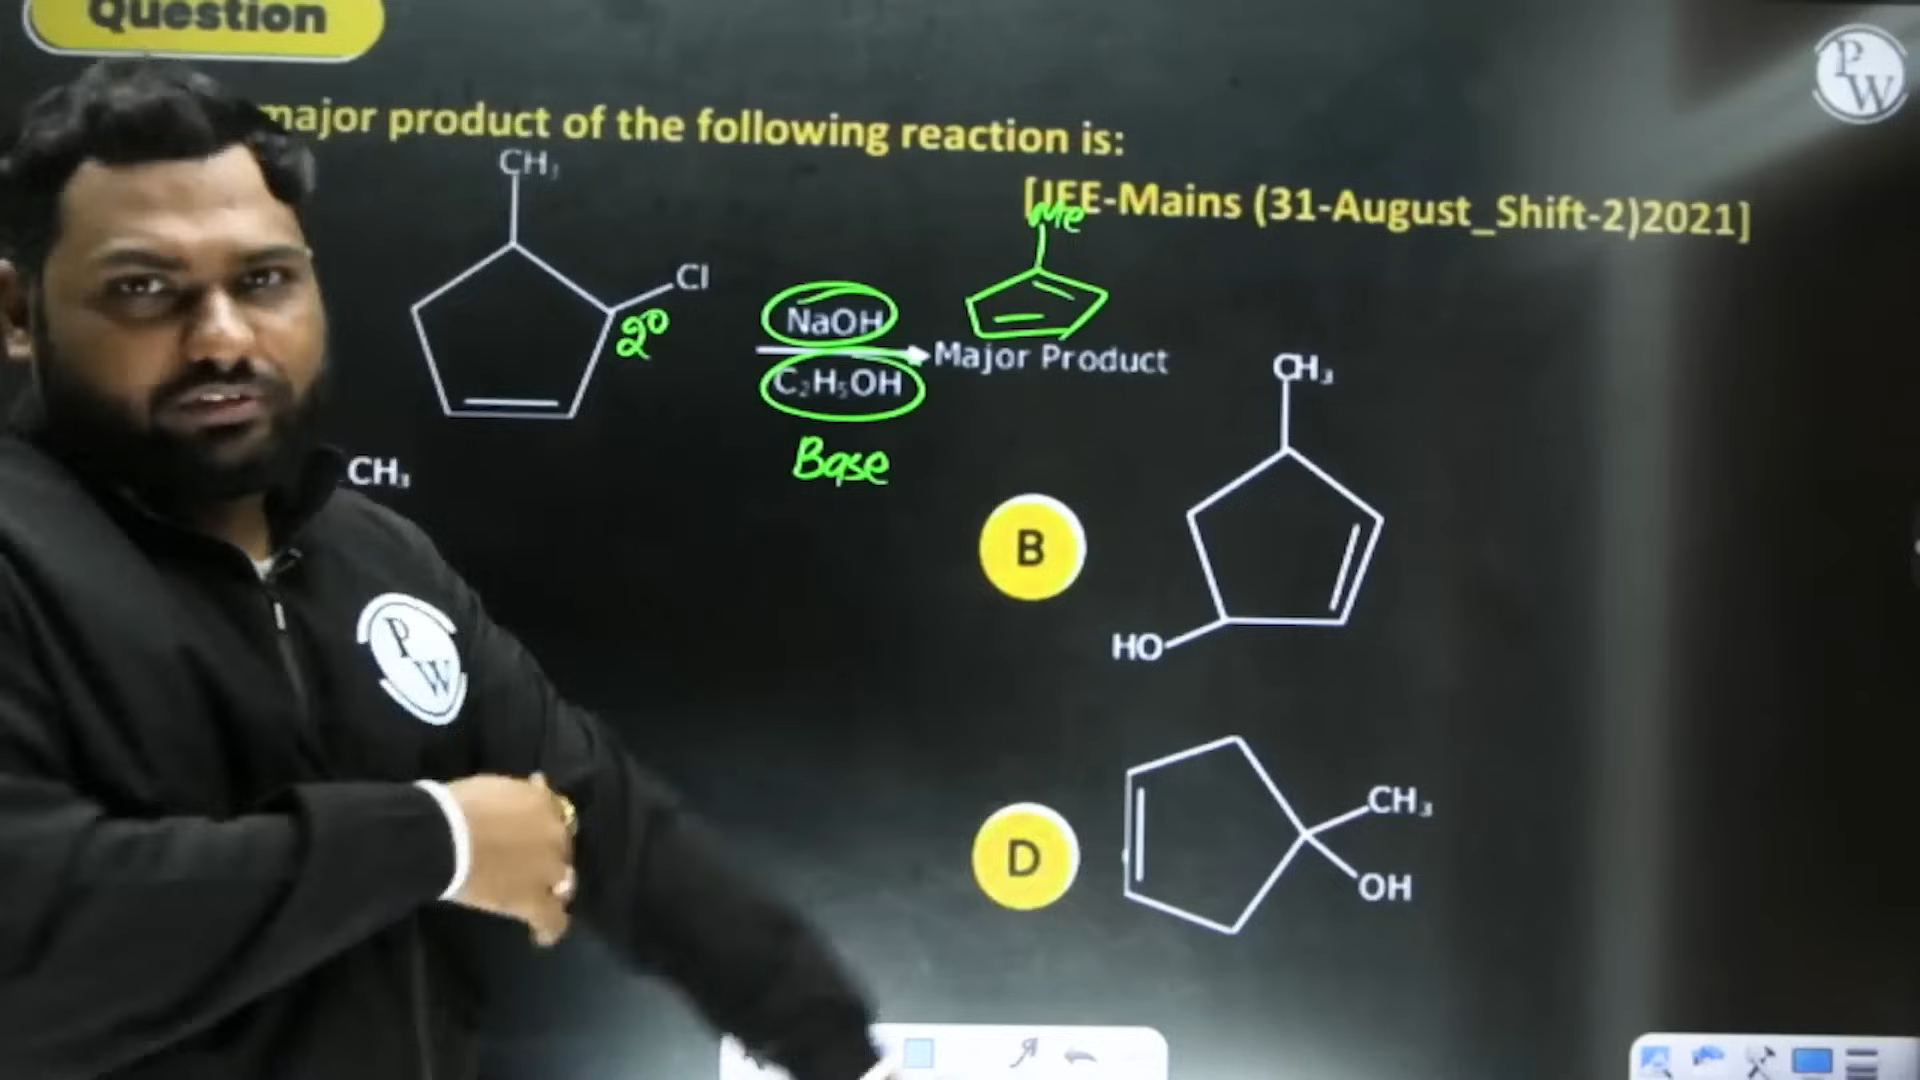 Question
major product of the following reaction is:
CH₃
[JEE-Mains (31-August_Shift-2)2021]
Me
Cl
2°
NaOH
C₂H₅OH
Major Product
Base
CH₃
CH₃
B
HO
D
CH₃
OH
P
W
P
W